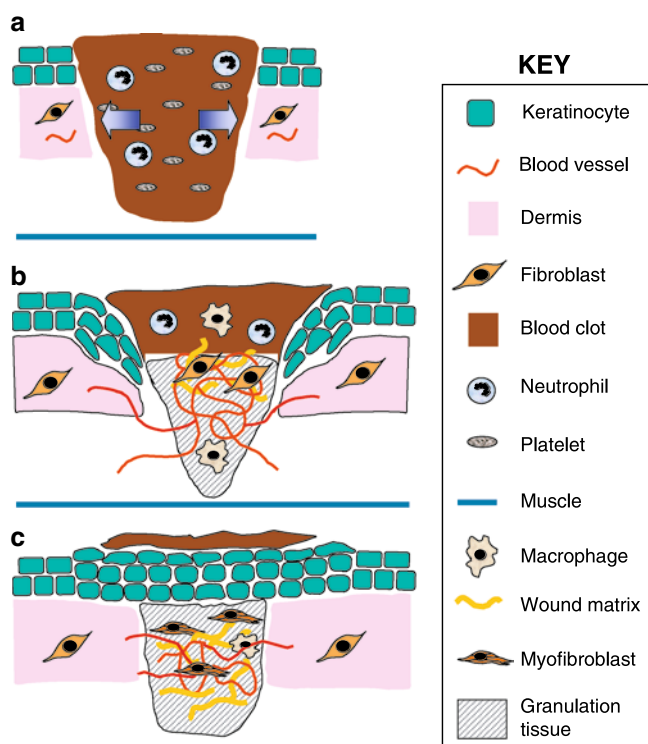 a
b
c
KEY
Keratinocyte
Blood vessel
Dermis
Fibroblast
Blood clot
Neutrophil
Platelet
Muscle
Macrophage
Wound matrix
Myofibroblast
Granulation
tissue